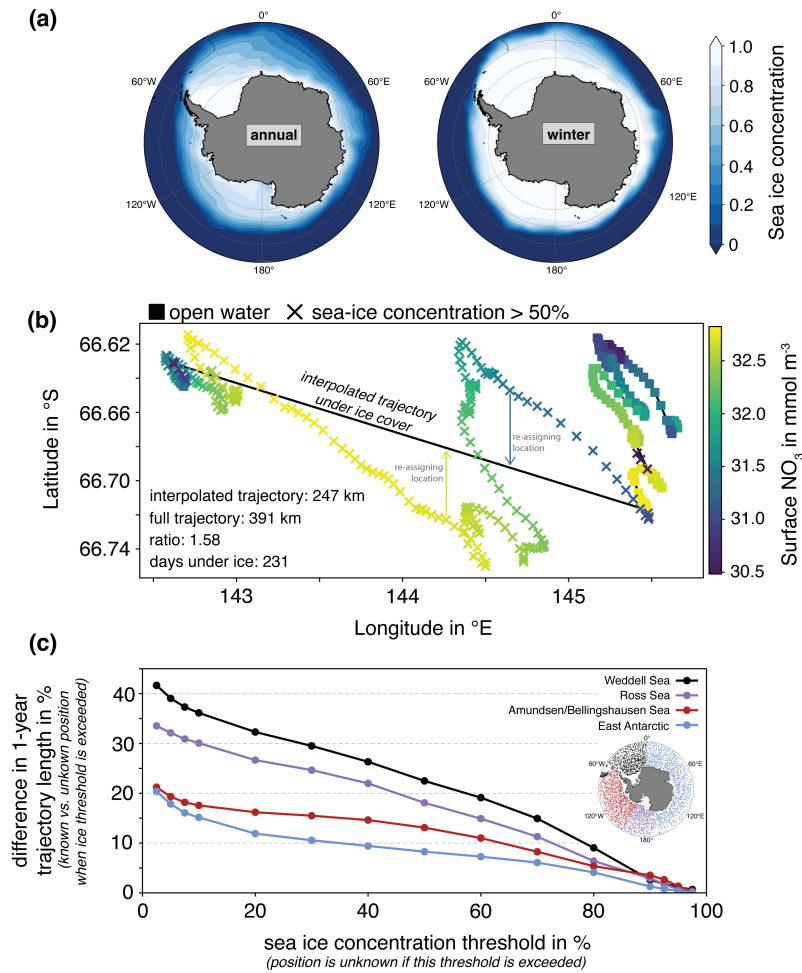 (a)
0°
60°W
60°E
annual
120°W
120°E
180°
0°
60°W
60°E
winter
120°W
120°E
180°
1.0
0.8
0.6
0.4
0.2
0
Sea ice concentration
(b)
open water
sea-ice concentration > 50%
66.62
66.66
66.70
66.74
Latitude in °S
interpolated trajectory
under ice cover
re-assigning
location
re-assigning
location
interpolated trajectory: 247 km
full trajectory: 391 km
ratio: 1.58
days under ice: 231
143
144
145
Longitude in °E
32.5
32.0
31.5
31.0
30.5
Surface NO3 in mmol m-3
(c)
difference in 1-year
trajectory length in %
(known vs. unkown position
when ice threshold is exceeded)
40
30
20
10
0
Weddell Sea
Ross Sea
Amundsen/Bellingshausen Sea
East Antarctic
0°
60°W
60°E
120°W
120°E
180°
0
20
40
60
80
100
sea ice concentration threshold in %
(position is unknown if this threshold is exceeded)